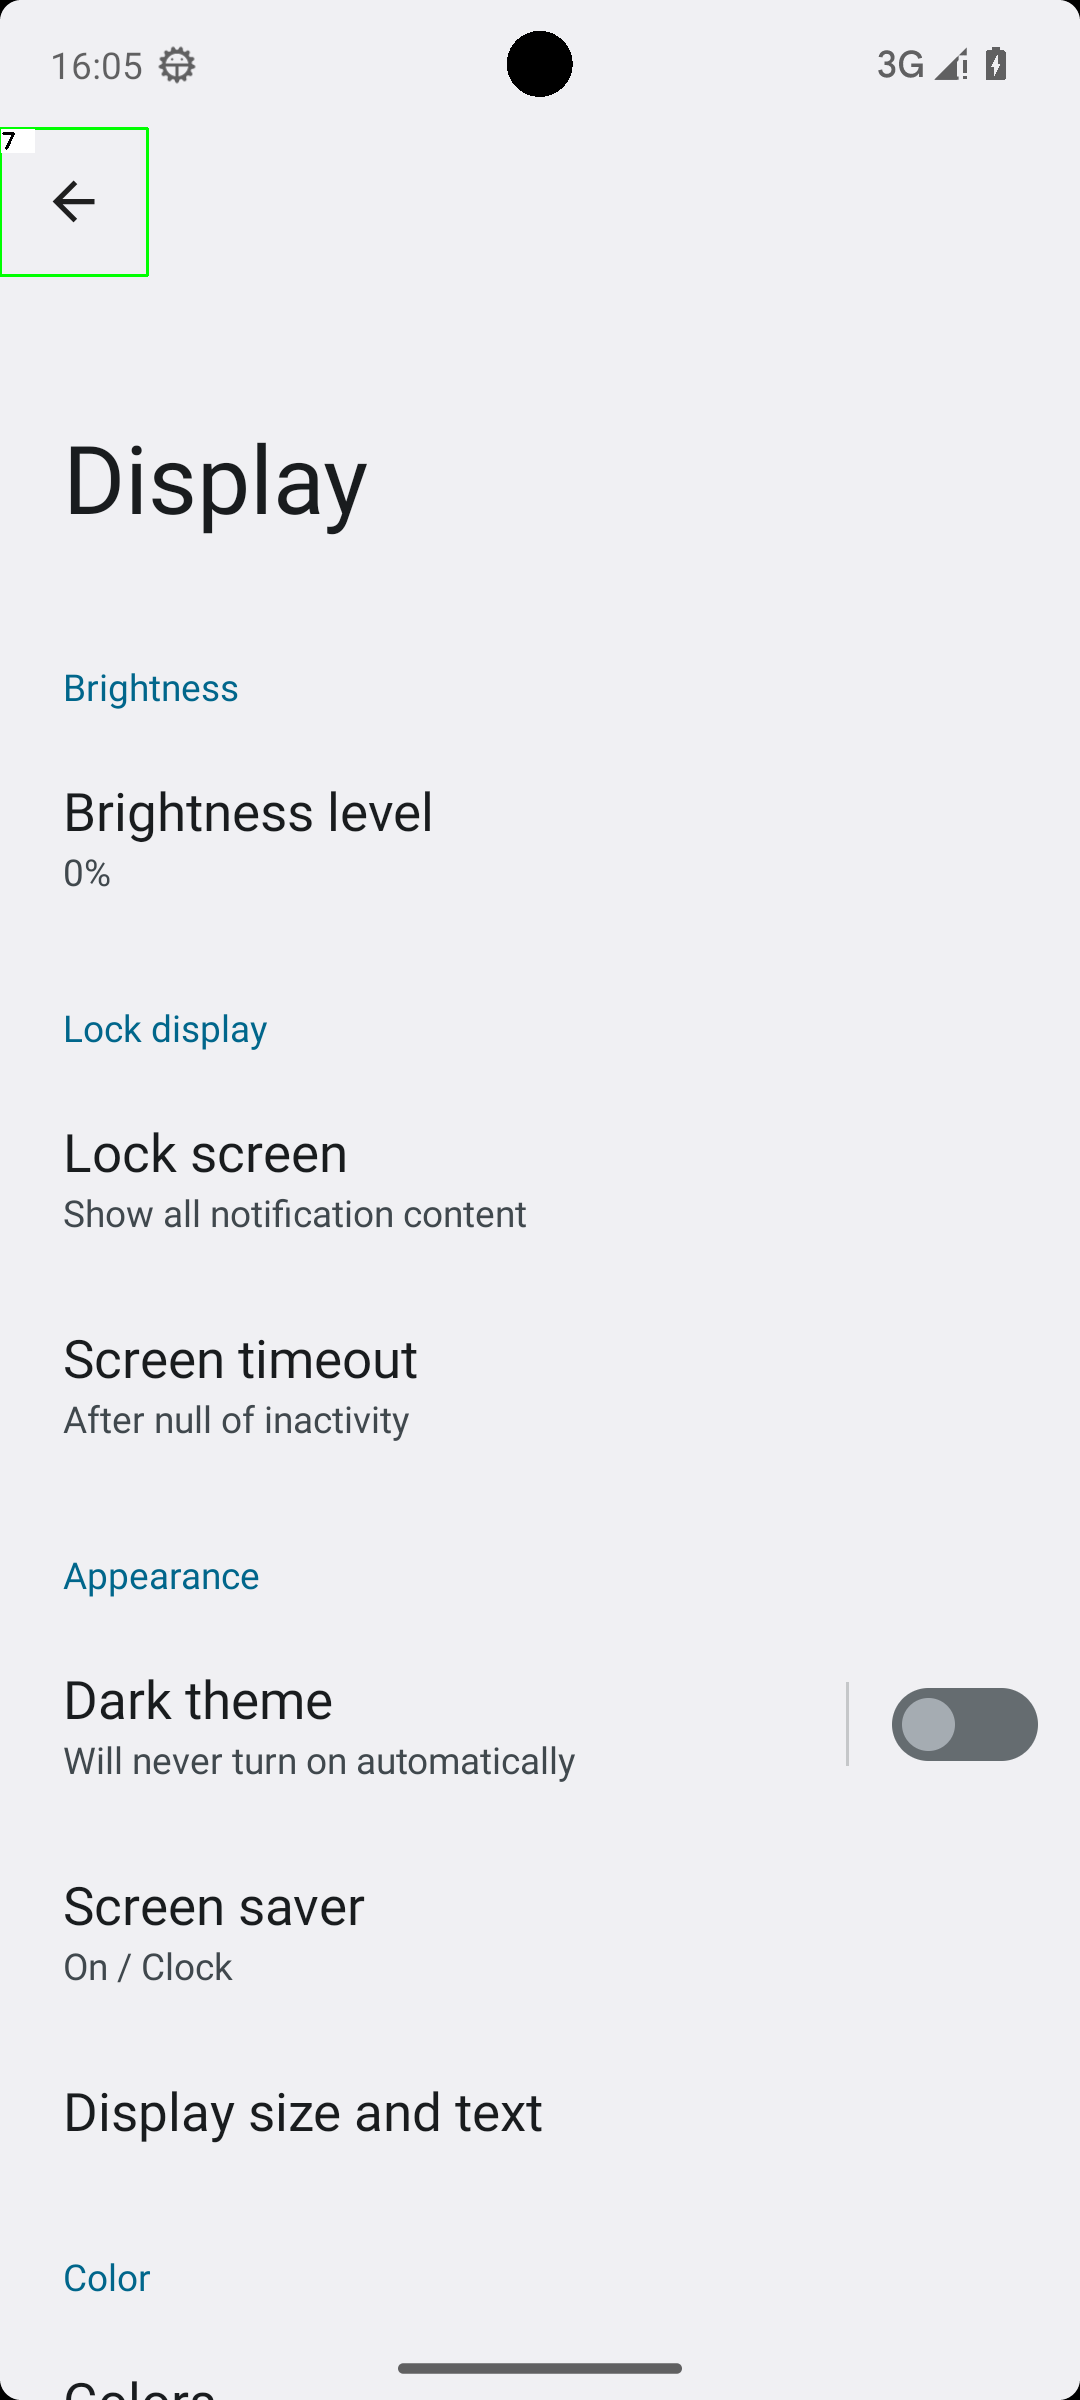 16:05
3G
7
Display
Brightness
Brightness level
0%
Lock display
Lock screen
Show all notification content
Screen timeout
After null of inactivity
Appearance
Dark theme
Will never turn on automatically
Screen saver
On / Clock
Display size and text
Color
Colors